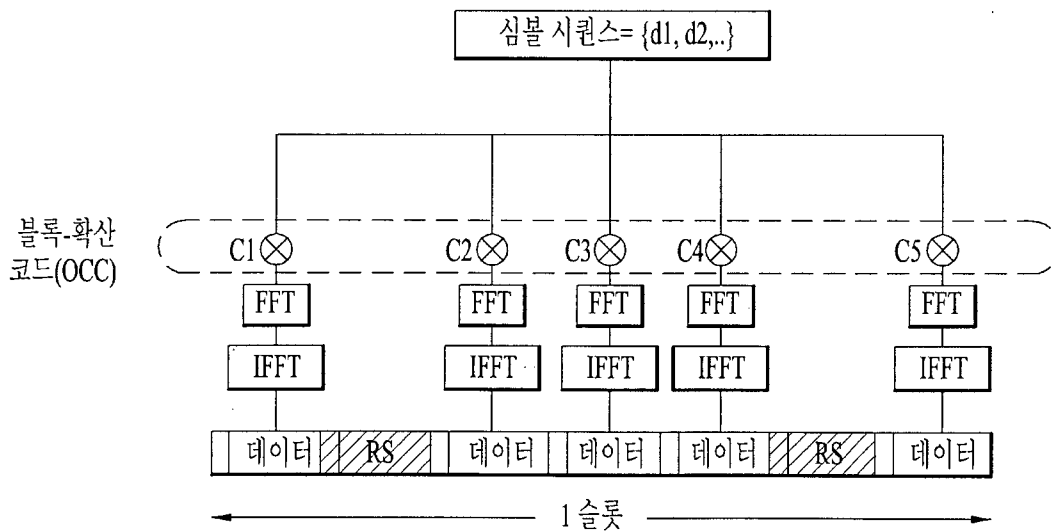 심볼 시퀀스= {d1, d2,..}
블록-확산
코드(OCC)
C1 C2 C3 C4 C5
FFT FFT FFT FFT FFT
IFFT IFFT IFFT IFFT IFFT
데이터 RS 데이터 데이터 데이터 RS 데이터
1 슬롯